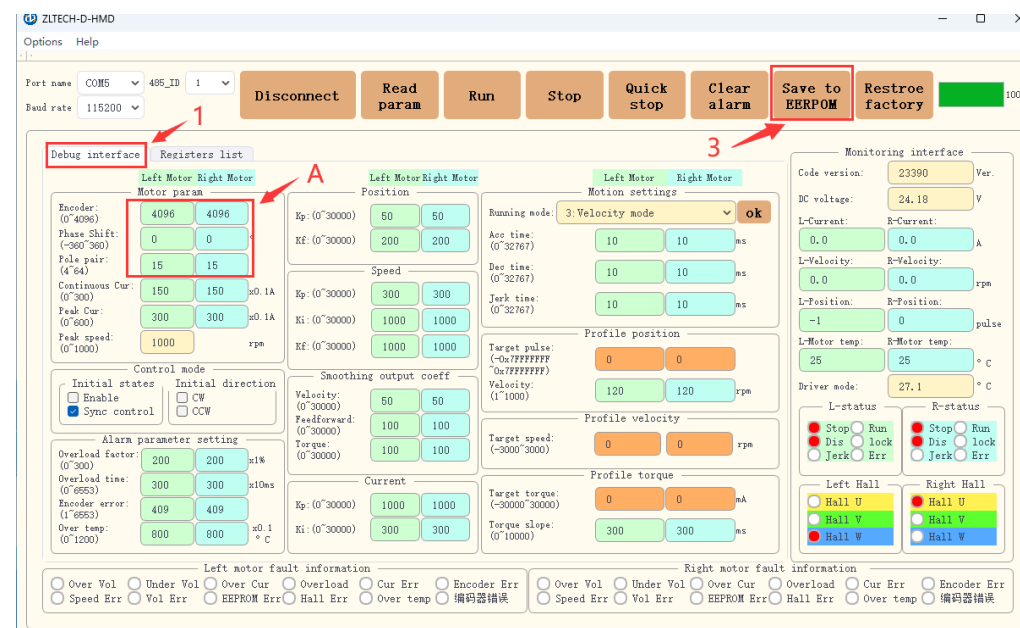 ZLTECH-D-HMD
Options Help
Port name COM5 485_ID 1
Baud rate 115200
Disconnect
Read param
Run
Stop
Quick stop
Clear alarm
Save to EERPOM
Restroe factory
100
1
3
A
Debug interface Registers list
Left Motor Right Motor
Motor param
Encoder: (0~4096) 4096 4096
Phase Shift: (-360~360) 0 0 °
Pole pair: (4~64) 15 15
Continuous Cur: (0~300) 150 150 x0.1A
Peak Cur: (0~600) 300 300 x0.1A
Peak speed: (0~1000) 1000 rpm
Control mode
Initial states Initial direction
Enable CW
Sync control CCW
Alarm parameter setting
Overload factor: (0~300) 200 200 x1%
Overload time: (0~6553) 300 300 x10ms
Encoder error: (1~6553) 409 409
Over temp: (0~1200) 800 800 x0.1 °C
Left Motor Right Motor
Position
Kp:(0~30000) 50 50
Kf:(0~30000) 200 200
Speed
Kp:(0~30000) 300 300
Ki:(0~30000) 1000 1000
Kf:(0~30000) 1000 1000
Smoothing output coeff
Velocity: (0~30000) 50 50
Feedforward: (0~30000) 100 100
Torque: (0~30000) 100 100
Current
Kp:(0~30000) 1000 1000
Ki:(0~30000) 300 300
Left Motor Right Motor
Motion settings
Running mode: 3:Velocity mode ok
Acc time: (0~32767) 10 10 ms
Dec time: (0~32767) 10 10 ms
Jerk time: (0~32767) 10 10 ms
Profile position
Target pulse: (-0x7FFFFFFF ~0x7FFFFFFF) 0 0
Velocity: (1~1000) 120 120 rpm
Profile velocity
Target speed: (-3000~3000) 0 0 rpm
Profile torque
Target torque: (-30000~30000) 0 0 mA
Torque slope: (0~10000) 300 300 ms
Monitoring interface
Code version: 23390 Ver.
DC voltage: 24.18 V
L-Current: R-Current:
0.0 0.0 A
L-Velocity: R-Velocity:
0.0 0.0 rpm
L-Position: R-Position:
-1 0 pulse
L-Motor temp: R-Motor temp:
25 25 °C
Driver mode: 27.1 °C
L-status R-status
Stop Run Stop Run
Dis lock Dis lock
Jerk Err Jerk Err
Left Hall Right Hall
Hall U Hall U
Hall V Hall V
Hall W Hall W
Left motor fault information
Over Vol Under Vol Over Cur Overload Cur Err Encoder Err
Speed Err Vol Err EEPROM Err Hall Err Over temp 编码器错误
Right motor fault information
Over Vol Under Vol Over Cur Overload Cur Err Encoder Err
Speed Err Vol Err EEPROM Err Hall Err Over temp 编码器错误